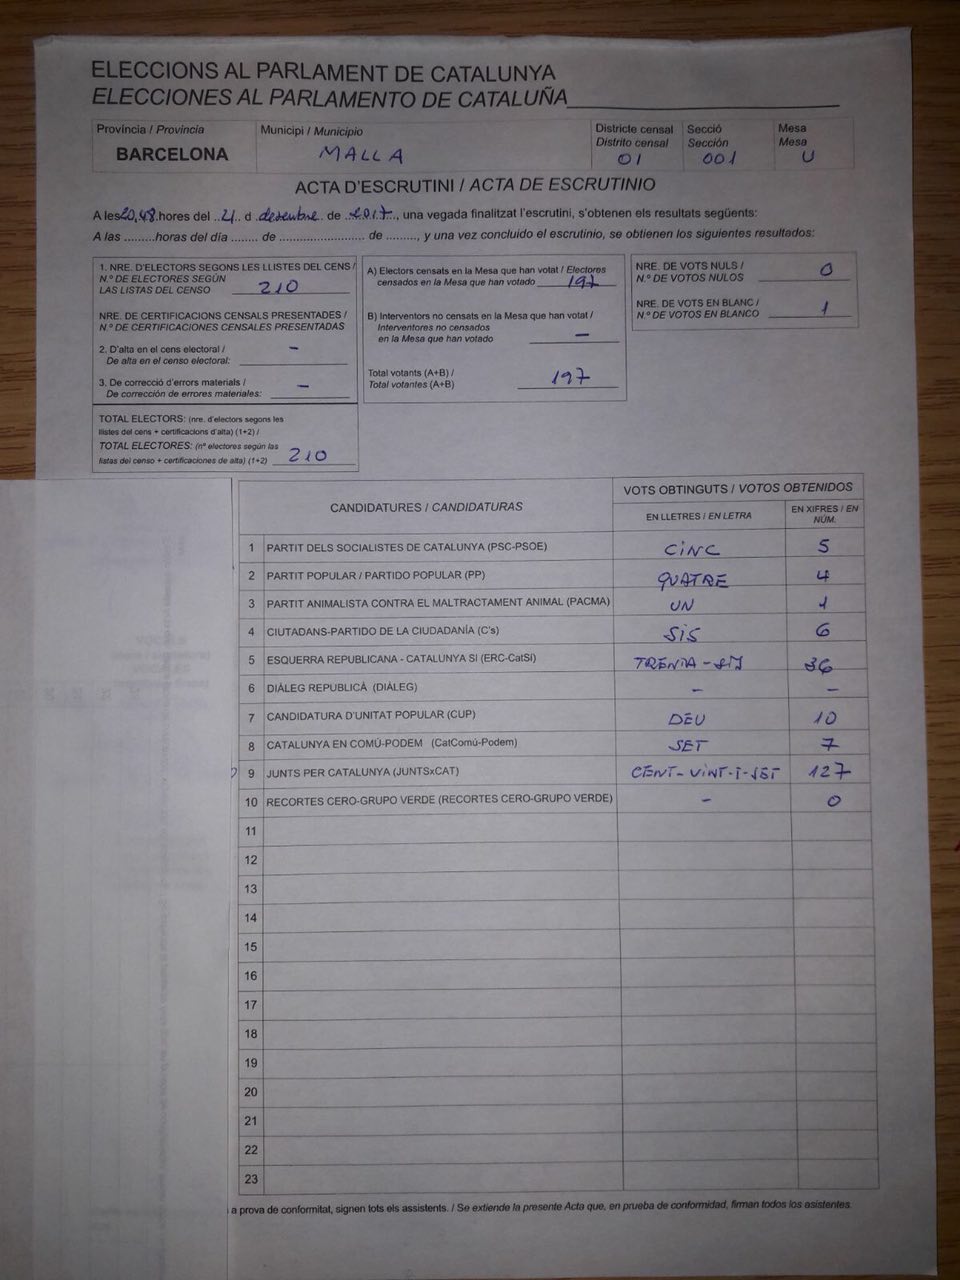 ELECCIONS AL PARLAMENT DE CATALUNYA
ELECCIONES AL PARLAMENTO DE CATALUÑA
Província / Provincia
BARCELONA
Municipi / Municipio
MALLA
Districte censal
Distrito censal
01
Secció
Sección
001
Mesa
Mesa
U
ACTA D'ESCRUTINI / ACTA DE ESCRUTINIO
A les 20,48 hores del 21 d desembre de 2017, una vegada finalitzat l'escrutini, s'obtenen els resultats següents:
A las .........horas del día ........ de ......................... de ........., y una vez concluido el escrutinio, se obtienen los siguientes resultados:
1. NRE. D'ELECTORS SEGONS LES LLISTES DEL CENS /
N.º DE ELECTORES SEGÚN
LAS LISTAS DEL CENSO 210
NRE. DE CERTIFICACIONS CENSALS PRESENTADES /
N.º DE CERTIFICACIONES CENSALES PRESENTADAS
2. D'alta en el cens electoral / -
De alta en el censo electoral:
3. De correcció d'errors materials / -
De corrección de errores materiales:
TOTAL ELECTORS: (nre. d'electors segons les
llistes del cens + certificacions d'alta) (1+2) /
TOTAL ELECTORES: (nº electores según las
listas del censo + certificaciones de alta) (1+2) 210
A) Electors censats en la Mesa que han votat / Electores
censados en la Mesa que han votado 197
B) Interventors no censats en la Mesa que han votat /
Interventores no censados
en la Mesa que han votado -
Total votants (A+B) /
Total votantes (A+B) 197
NRE. DE VOTS NULS /
N.º DE VOTOS NULOS 0
NRE. DE VOTS EN BLANC /
N.º DE VOTOS EN BLANCO 1
CANDIDATURES / CANDIDATURAS
VOTS OBTINGUTS / VOTOS OBTENIDOS
EN LLETRES / EN LETRA
EN XIFRES / EN
NÚM.
1 PARTIT DELS SOCIALISTES DE CATALUNYA (PSC-PSOE) CINC 5
2 PARTIT POPULAR / PARTIDO POPULAR (PP) QUATRE 4
3 PARTIT ANIMALISTA CONTRA EL MALTRACTAMENT ANIMAL (PACMA) UN 1
4 CIUTADANS-PARTIDO DE LA CIUDADANÍA (C's) SIS 6
5 ESQUERRA REPUBLICANA - CATALUNYA SÍ (ERC-CatSí) TRENTA-SIS 36
6 DIÀLEG REPUBLICÀ (DIÀLEG) - -
7 CANDIDATURA D'UNITAT POPULAR (CUP) DEU 10
8 CATALUNYA EN COMÚ-PODEM (CatComú-Podem) SET 7
9 JUNTS PER CATALUNYA (JUNTSxCAT) CENT-VINT-I-SET 127
10 RECORTES CERO-GRUPO VERDE (RECORTES CERO-GRUPO VERDE) - 0
11
12
13
14
15
16
17
18
19
20
21
22
23
a prova de conformitat, signen tots els assistents. / Se extiende la presente Acta que, en prueba de conformidad, firman todos los asistentes.